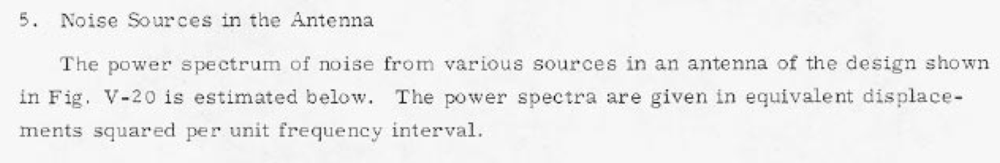 5. Noise Sources in the Antenna
The power spectrum of noise from various sources in an antenna of the design shown
in Fig. V-20 is estimated below. The power spectra are given in equivalent displace-
ments squared per unit frequency interval.